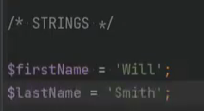 /* STRINGS */
$firstName = 'Will';
$lastName = 'Smith';